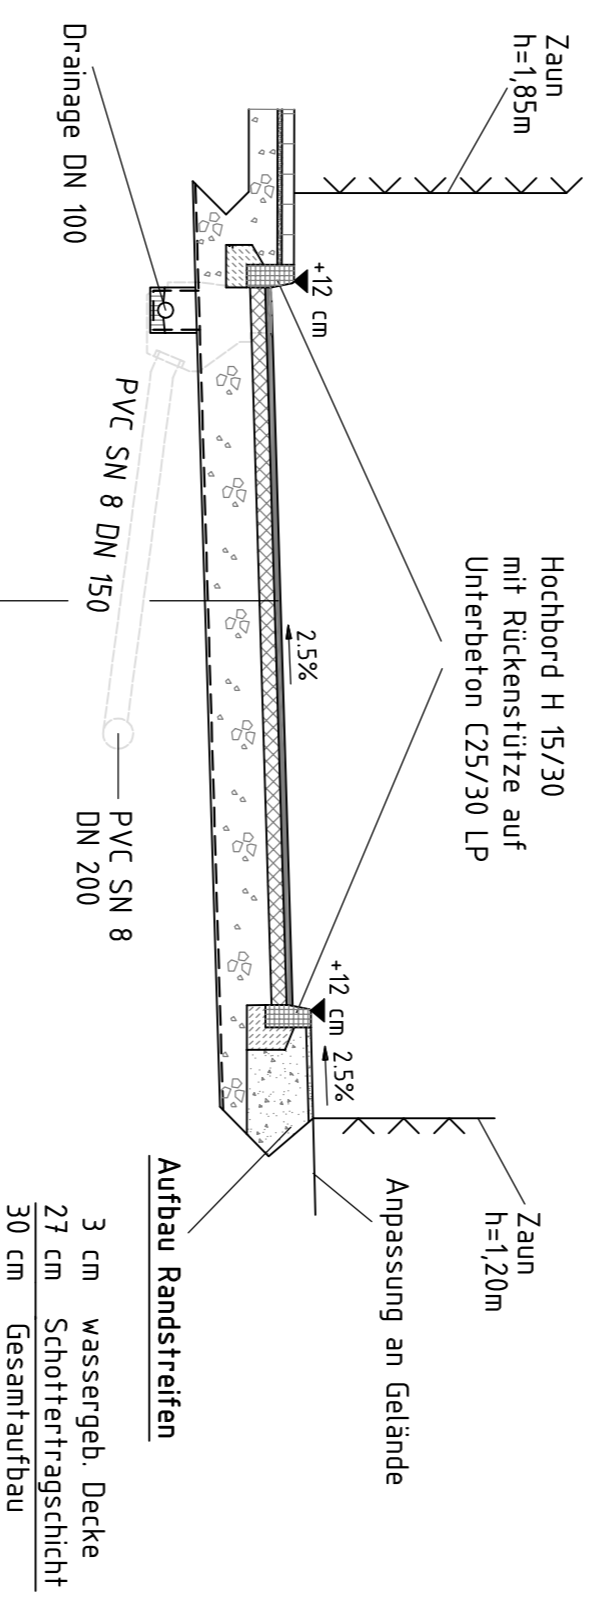 Zaun
h=1,85m
Drainage DN 100
+12 cm
PVC SN 8 DN 150
2.5%
Hochbord H 15/30
mit Rückenstütze auf
Unterbeton C25/30 LP
PVC SN 8
DN 200
+12 cm
2.5%
Zaun
h=1,20m
Anpassung an Gelände
Aufbau Randstreifen
3 cm wassergeb. Decke
27 cm Schottertragschicht
30 cm Gesamtaufbau